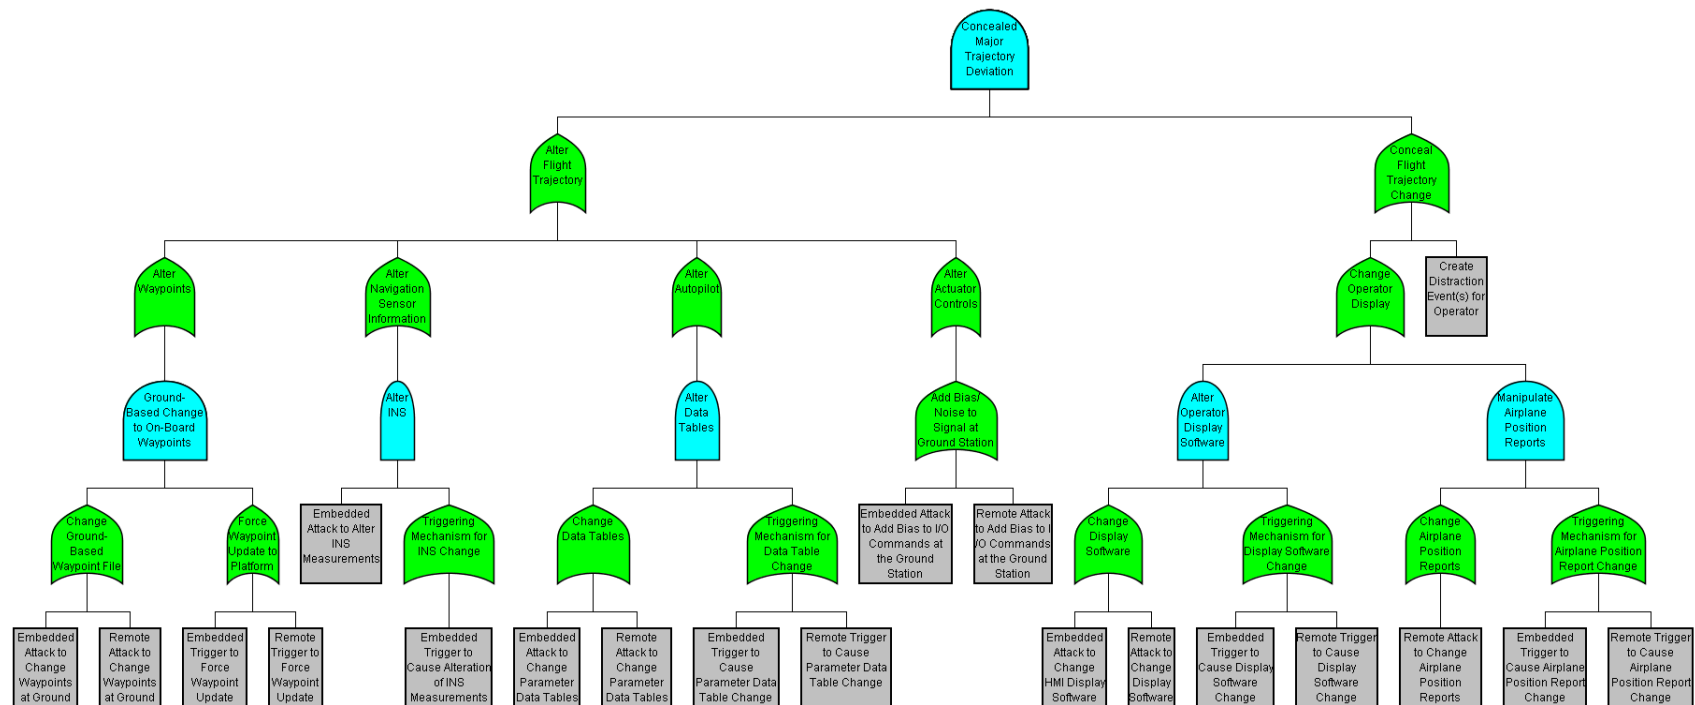 Concealed
Major
Trajectory
Deviation
Alter
Flight
Trajectory
Conceal
Flight
Trajectory
Change
Alter
Waypoints
Alter
Navigation
Sensor
Information
Alter
Autopilot
Alter
Actuator
Controls
Change
Operator
Display
Create
Distraction
Event(s) for
Operator
Ground-
Based Change
to On-Board
Waypoints
Alter
INS
Alter
Data
Tables
Add Bias/
Noise to
Signal at
Ground Station
Alter
Operator
Display
Software
Manipulate
Airplane
Position
Reports
Change
Ground-
Based
Waypoint File
Force
Waypoint
Update to
Platform
Embedded
Attack to Alter
INS
Measurements
Triggering
Mechanism for
INS Change
Change
Data Tables
Triggering
Mechanism for
Data Table
Change
Embedded Attack
to Add Bias to I/O
Commands at
the Ground
Station
Remote Attack
to Add Bias to I
/O Commands
at the Ground
Station
Change
Display
Software
Triggering
Mechanism for
Display Software
Change
Change
Airplane
Position
Reports
Triggering
Mechanism for
Airplane Position
Report Change
Embedded
Attack to
Change
Waypoints
at Ground
Remote
Attack to
Change
Waypoints
at Ground
Embedded
Trigger to
Force
Waypoint
Update
Remote
Trigger to
Force
Waypoint
Update
Embedded
Trigger to
Cause Alteration
of INS
Measurements
Embedded
Attack to
Change
Parameter
Data Tables
Remote
Attack to
Change
Parameter
Data Tables
Embedded
Trigger to
Cause
Parameter Data
Table Change
Remote Trigger
to Cause
Parameter Data
Table Change
Embedded
Attack to
Change
HMI Display
Software
Remote
Attack to
Change
Display
Software
Embedded
Trigger to
Cause Display
Software
Change
Remote Trigger
to Cause
Display
Software
Change
Remote Attack
to Change
Airplane
Position
Reports
Embedded
Trigger to
Cause Airplane
Position Report
Change
Remote Trigger
to Cause
Airplane
Position Report
Change